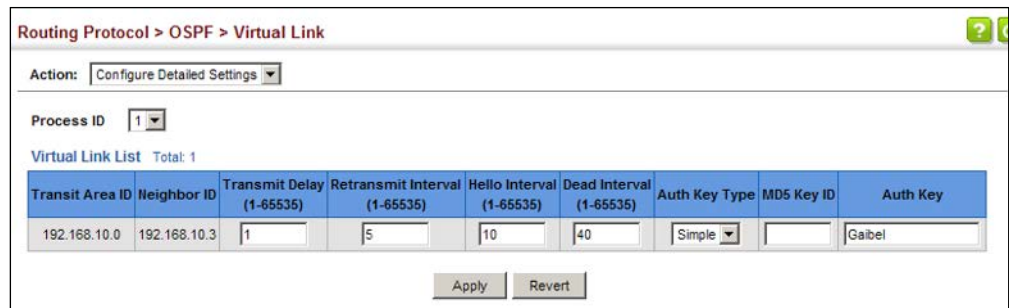 Routing Protocol > OSPF > Virtual Link
?
Action: Configure Detailed Settings
Process ID 1
Virtual Link List Total: 1
Transit Area ID Neighbor ID Transmit Delay (1-65535) Retransmit Interval (1-65535) Hello Interval (1-65535) Dead Interval (1-65535) Auth Key Type MD5 Key ID Auth Key
192.168.10.0 192.168.10.3 1 5 10 40 Simple Gaibel
Apply Revert